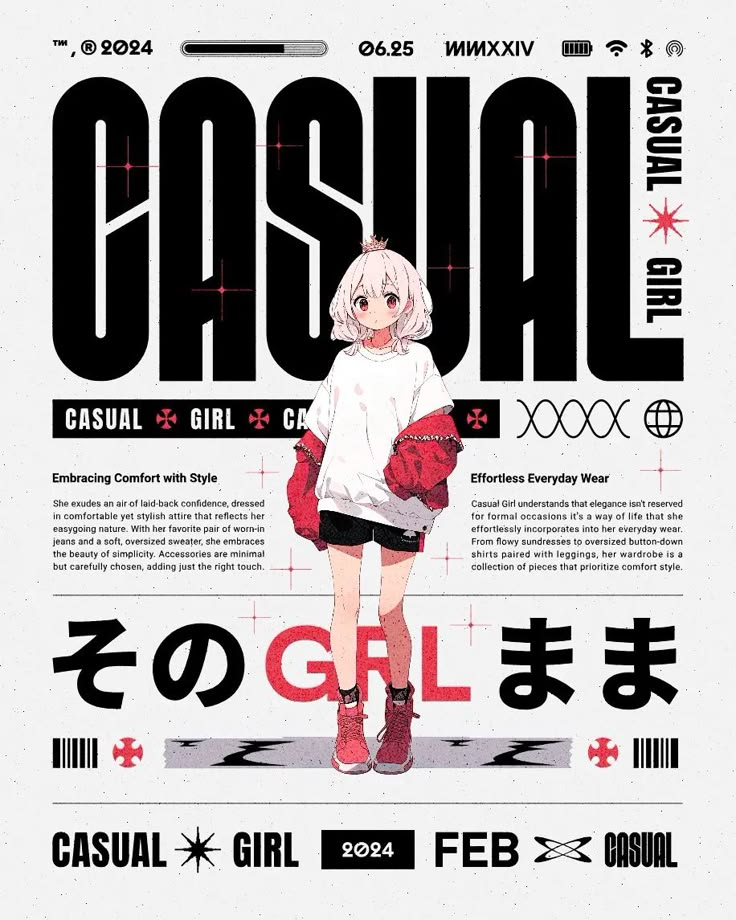 ™, ® 2024
06.25
MMXXIV
CASUAL
CASUAL GIRL
CASUAL GIRL CA
Embracing Comfort with Style
She exudes an air of laid-back confidence, dressed
in comfortable yet stylish attire that reflects her
easygoing nature. With her favorite pair of worn-in
jeans and a soft, oversized sweater, she embraces
the beauty of simplicity. Accessories are minimal
but carefully chosen, adding just the right touch.
Effortless Everyday Wear
Casual Girl understands that elegance isn't reserved
for formal occasions it's a way of life that she
effortlessly incorporates into her everyday wear.
From flowy sundresses to oversized button-down
shirts paired with leggings, her wardrobe is a
collection of pieces that prioritize comfort style.
その GRL まま
CASUAL GIRL 2024 FEB CASUAL